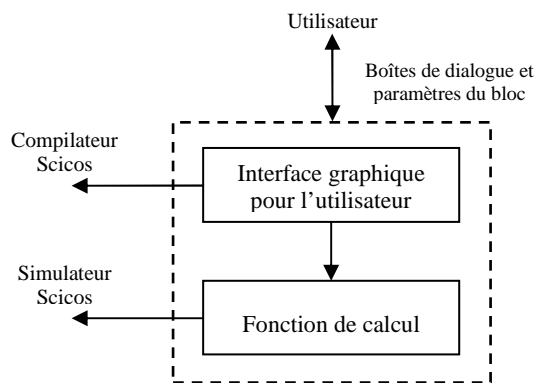 Utilisateur
Boîtes de dialogue et
paramètres du bloc
Compilateur
Scicos
Interface graphique
pour l'utilisateur
Simulateur
Scicos
Fonction de calcul